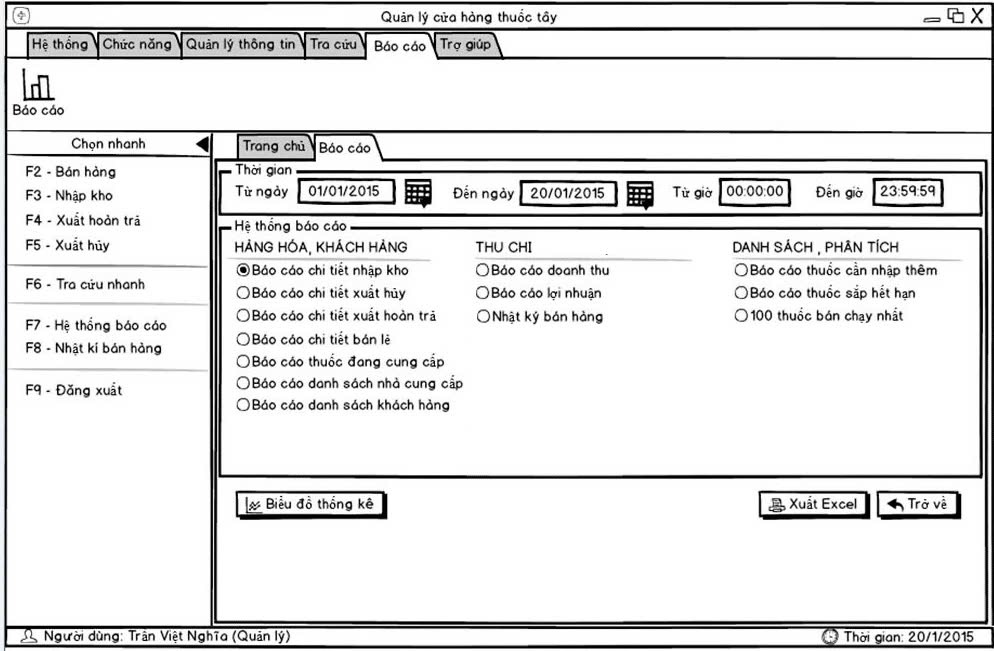 Quản lý cửa hàng thuốc tây
Hệ thống Chức năng Quản lý thông tin Tra cứu Báo cáo Trợ giúp
Báo cáo
Chọn nhanh
F2 - Bán hàng
F3 - Nhập kho
F4 - Xuất hoàn trả
F5 - Xuất hủy
F6 - Tra cứu nhanh
F7 - Hệ thống báo cáo
F8 - Nhật kí bán hàng
F9 - Đăng xuất
Trang chủ Báo cáo
Thời gian
Từ ngày 01/01/2015 Đến ngày 20/01/2015 Từ giờ 00:00:00 Đến giờ 23:59:59
Hệ thống báo cáo
HÀNG HÓA, KHÁCH HÀNG
Báo cáo chi tiết nhập kho
Báo cáo chi tiết xuất hủy
Báo cáo chi tiết xuất hoàn trả
Báo cáo chi tiết bán lẻ
Báo cáo thuốc đang cung cấp
Báo cáo danh sách nhà cung cấp
Báo cáo danh sách khách hàng
THU CHI
Báo cáo doanh thu
Báo cáo lợi nhuận
Nhật ký bán hàng
DANH SÁCH , PHÂN TÍCH
Báo cáo thuốc cần nhập thêm
Báo cáo thuốc sắp hết hạn
100 thuốc bán chạy nhất
Biểu đồ thống kê Xuất Excel Trở về
Người dùng: Trần Việt Nghĩa (Quản lý) Thời gian: 20/1/2015